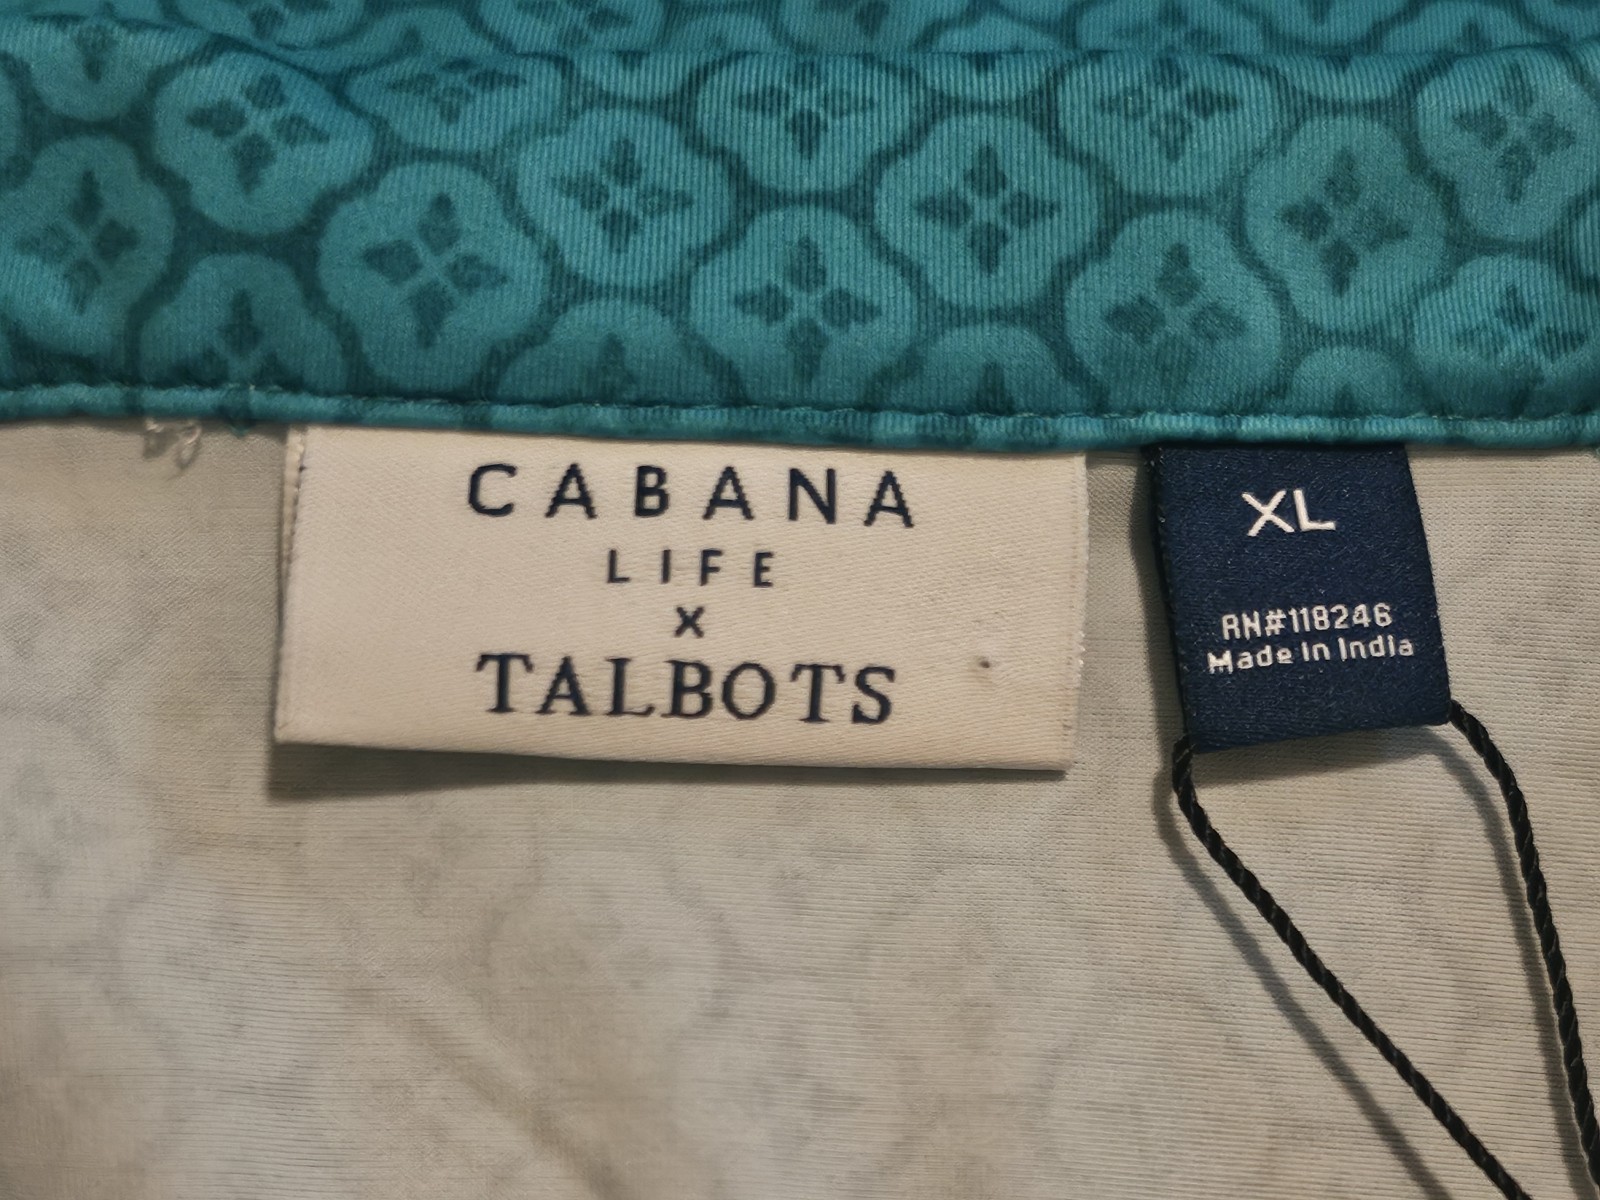 CABANA
LIFE
X
TALBOTS
XL
RN#118246
Made in India